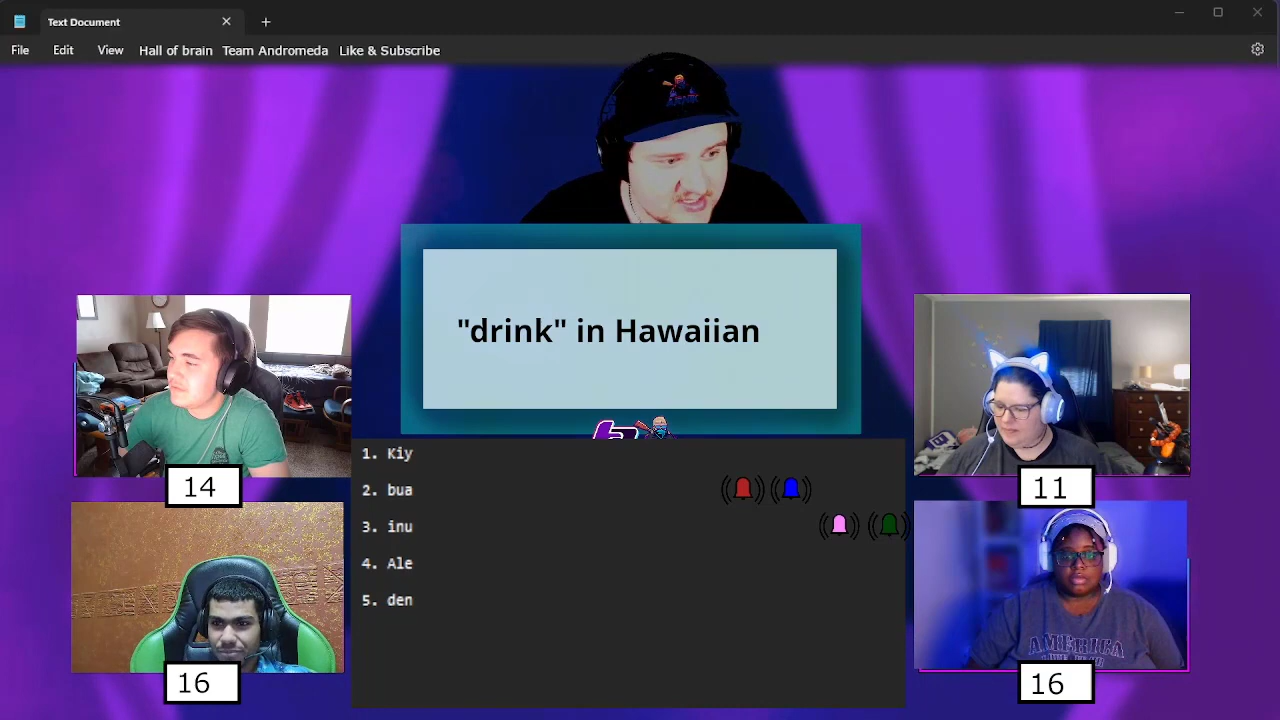 Text Document
File Edit View Hall of brain Team Andromeda Like & Subscribe
"drink" in Hawaiian
1. Kiy
2. bua
3. inu
4. Ale
5. den
14
11
16
16
AMERICA